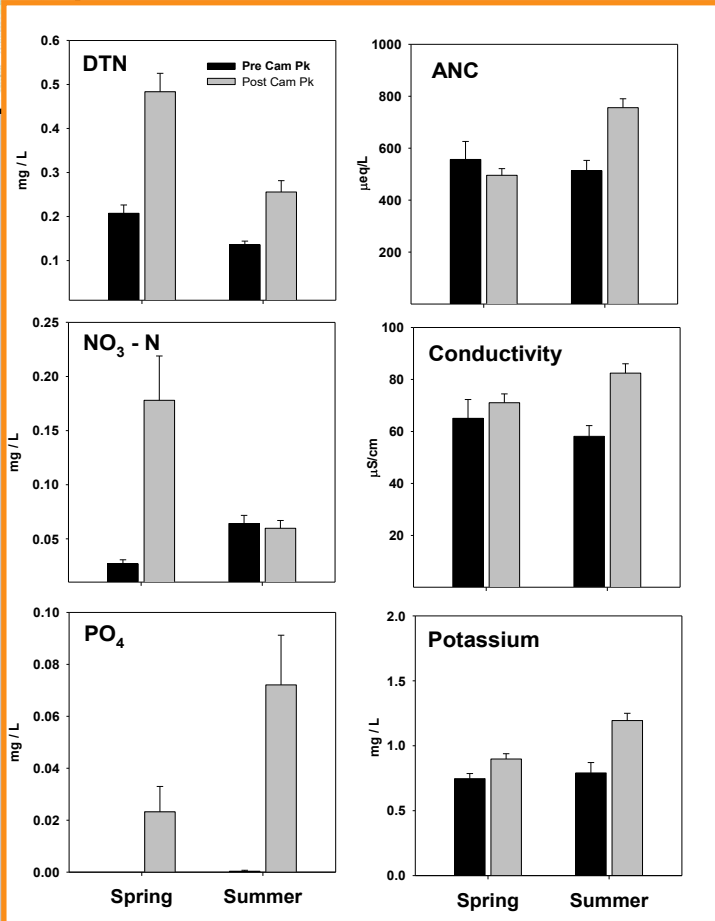 DTN
Pre Cam Pk
Post Cam Pk
0.6
0.5
0.4
0.3
0.2
0.1
mg / L
ANC
1000
800
600
400
200
µeq/L
NO3 - N
0.25
0.20
0.15
0.10
0.05
mg / L
Conductivity
100
80
60
40
20
µS/cm
PO4
0.10
0.08
0.06
0.04
0.02
0.00
mg / L
Spring Summer
Potassium
2.0
1.5
1.0
0.5
0.0
mg / L
Spring Summer